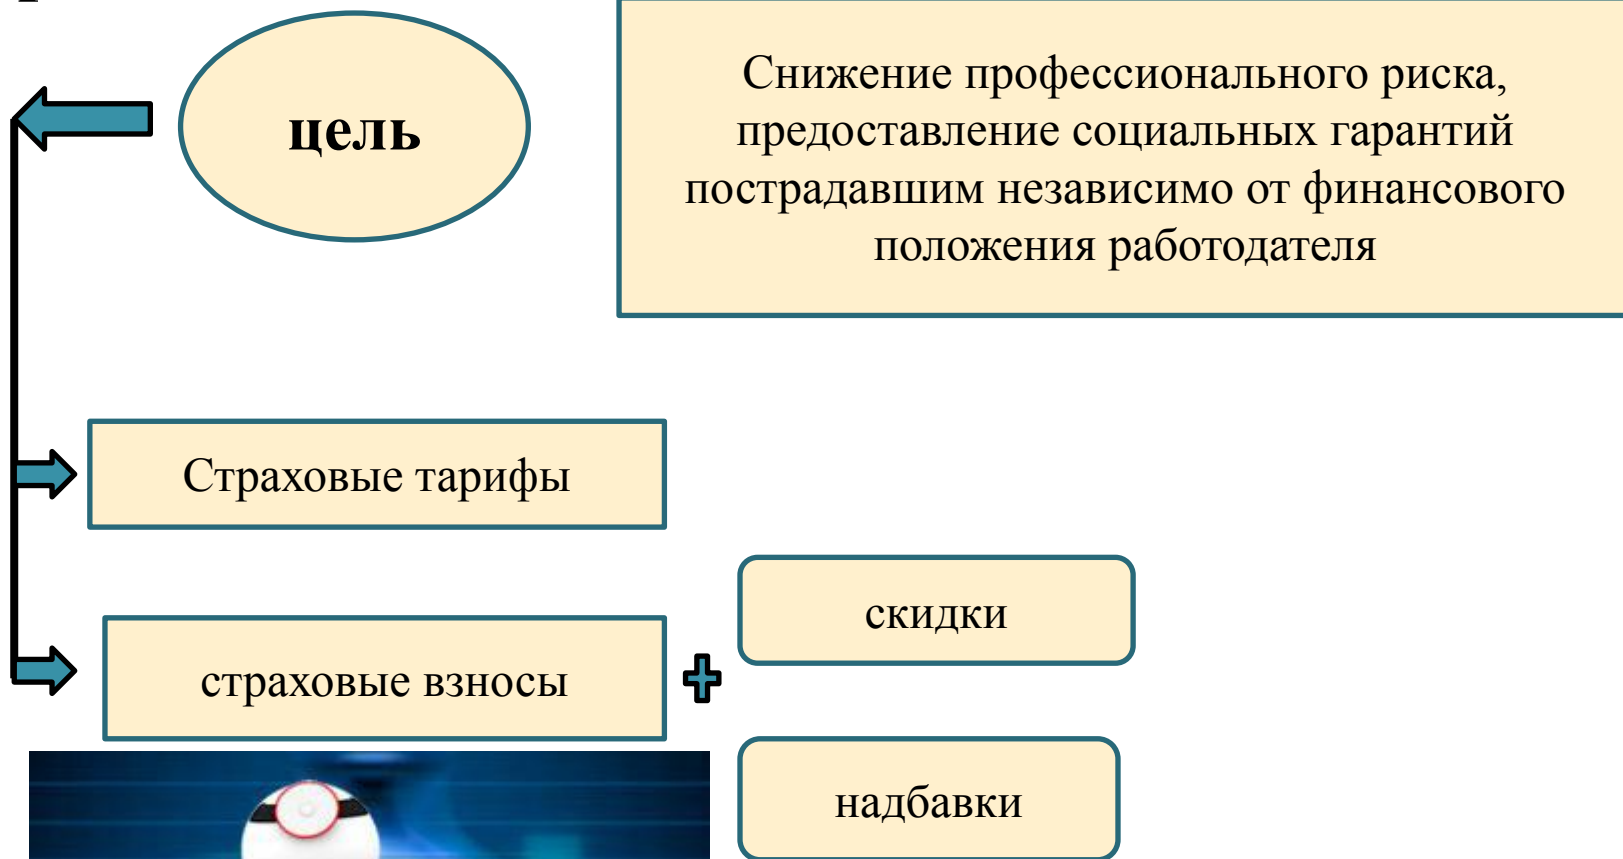 цель
Снижение профессионального риска,
предоставление социальных гарантий
пострадавшим независимо от финансового
положения работодателя
Страховые тарифы
скидки
страховые взносы
надбавки